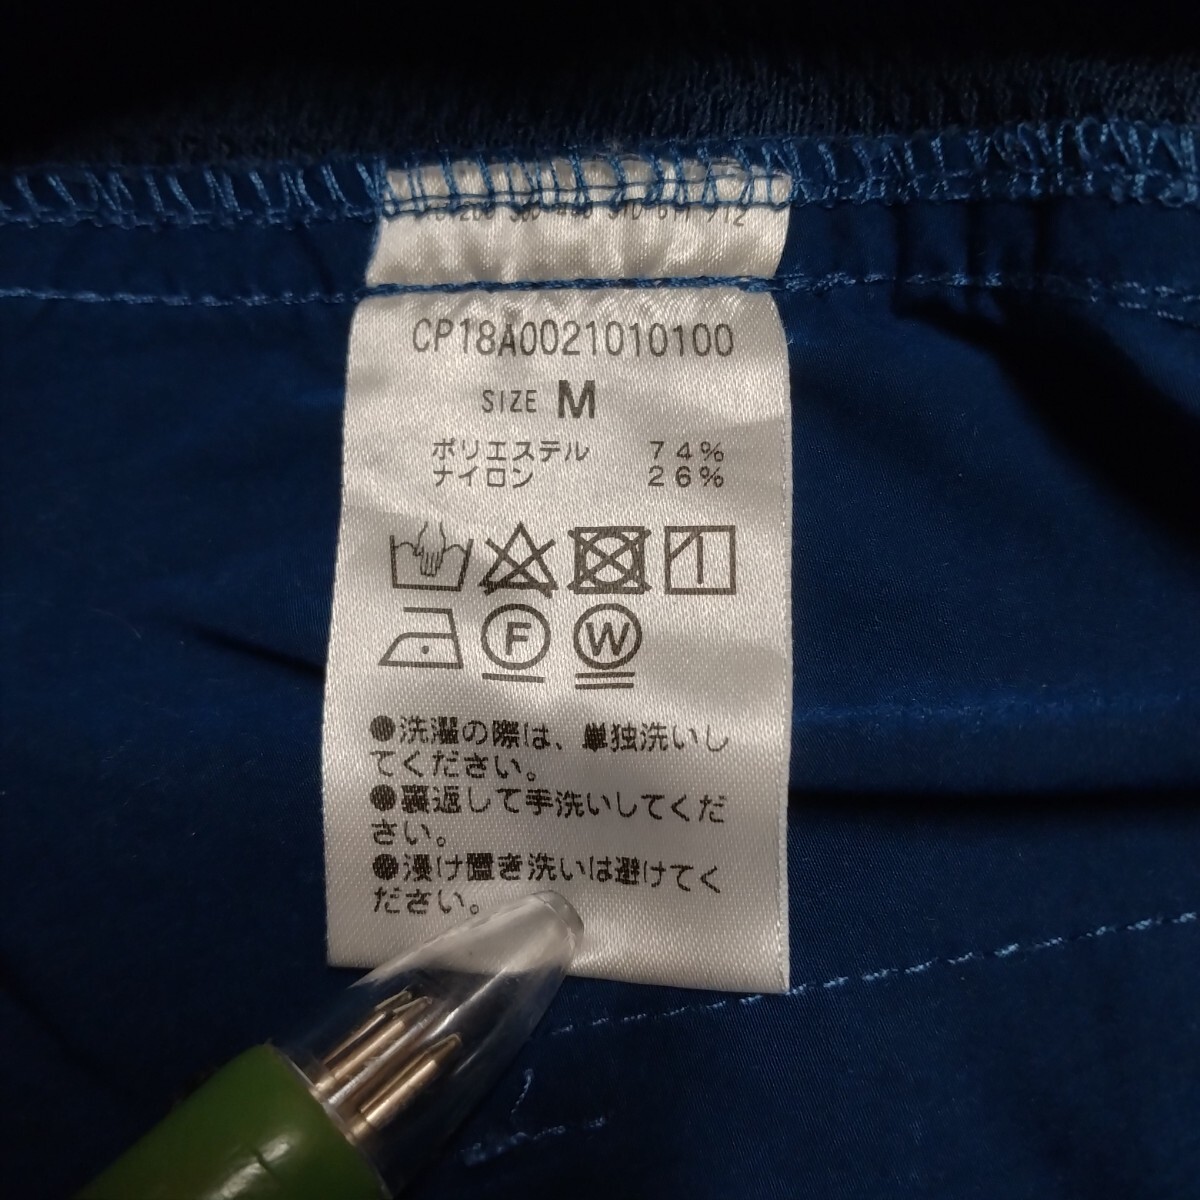 CP18A0021010100
SIZE M
ポリエステル 74%
ナイロン 26%
F W
●洗濯の際は、単独洗いし
てください。
●裏返して手洗いしてくだ
さい。
●浸け置き洗いは避けてく
ださい。